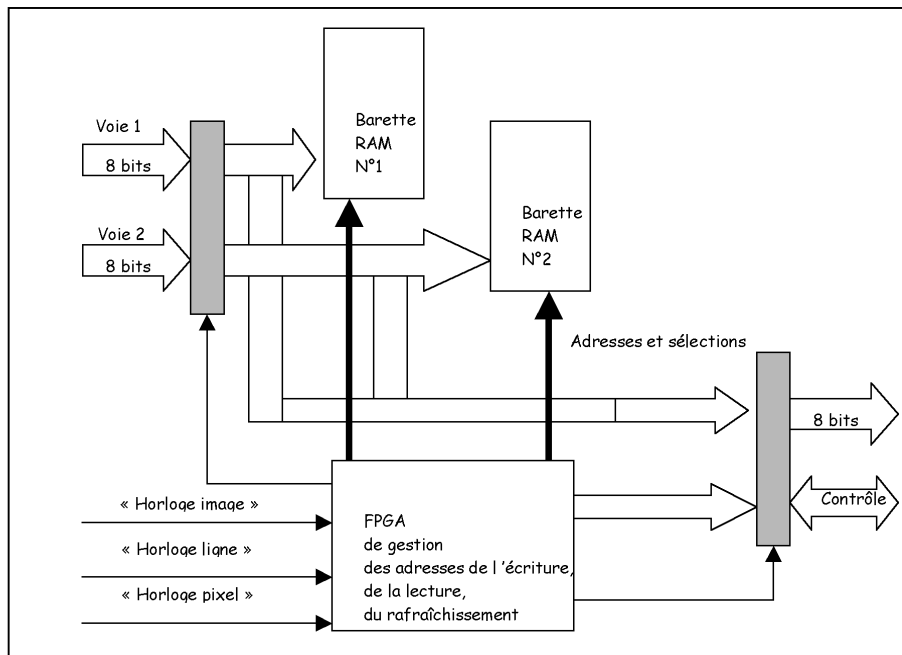 Barette
RAM
N°1
Voie 1
8 bits
Voie 2
8 bits
Barette
RAM
N°2
Adresses et sélections
8 bits
Contrôle
« Horloge image »
« Horloge ligne »
« Horloge pixel »
FPGA
de gestion
des adresses de l ’écriture,
de la lecture,
du rafraîchissement